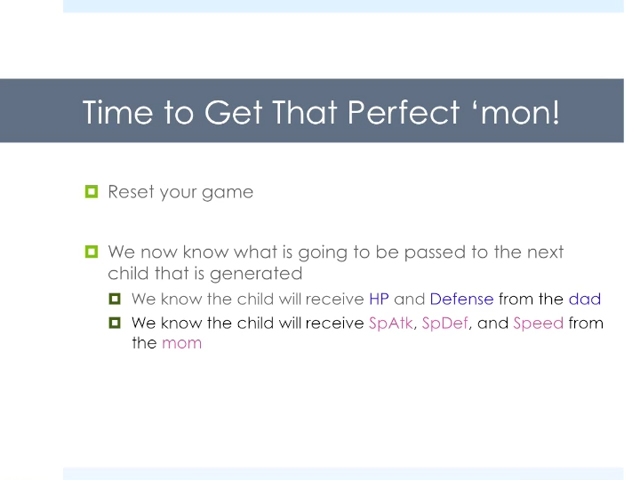 Time to Get That Perfect ‘mon!
Reset your game
We now know what is going to be passed to the next
child that is generated
We know the child will receive HP and Defense from the dad
We know the child will receive SpAtk, SpDef, and Speed from
the mom